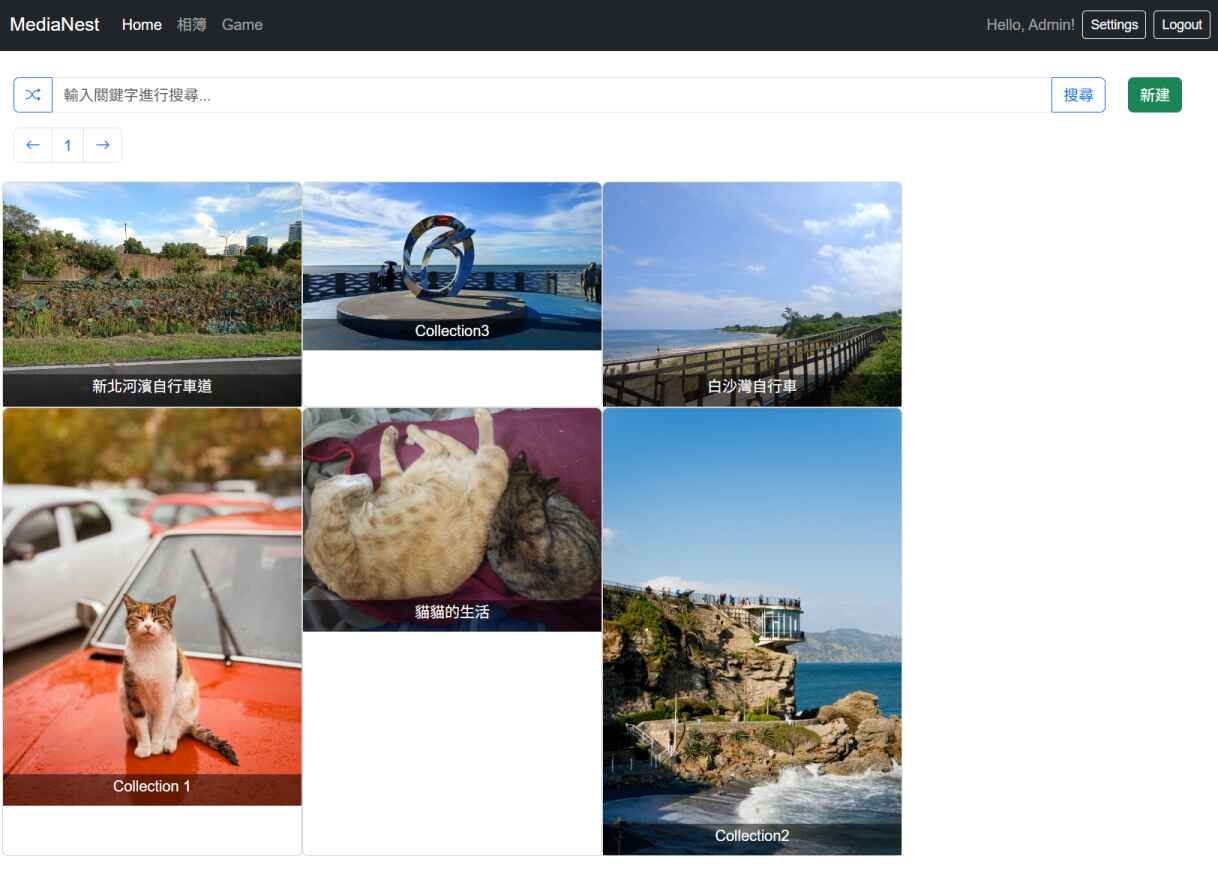 MediaNest Home 相簿 Game Hello, Admin! Settings Logout
輸入關鍵字進行搜尋... 搜尋 新建
← 1 →
新北河濱自行車道
Collection3
白沙灣自行車
Collection 1
貓貓的生活
Collection2